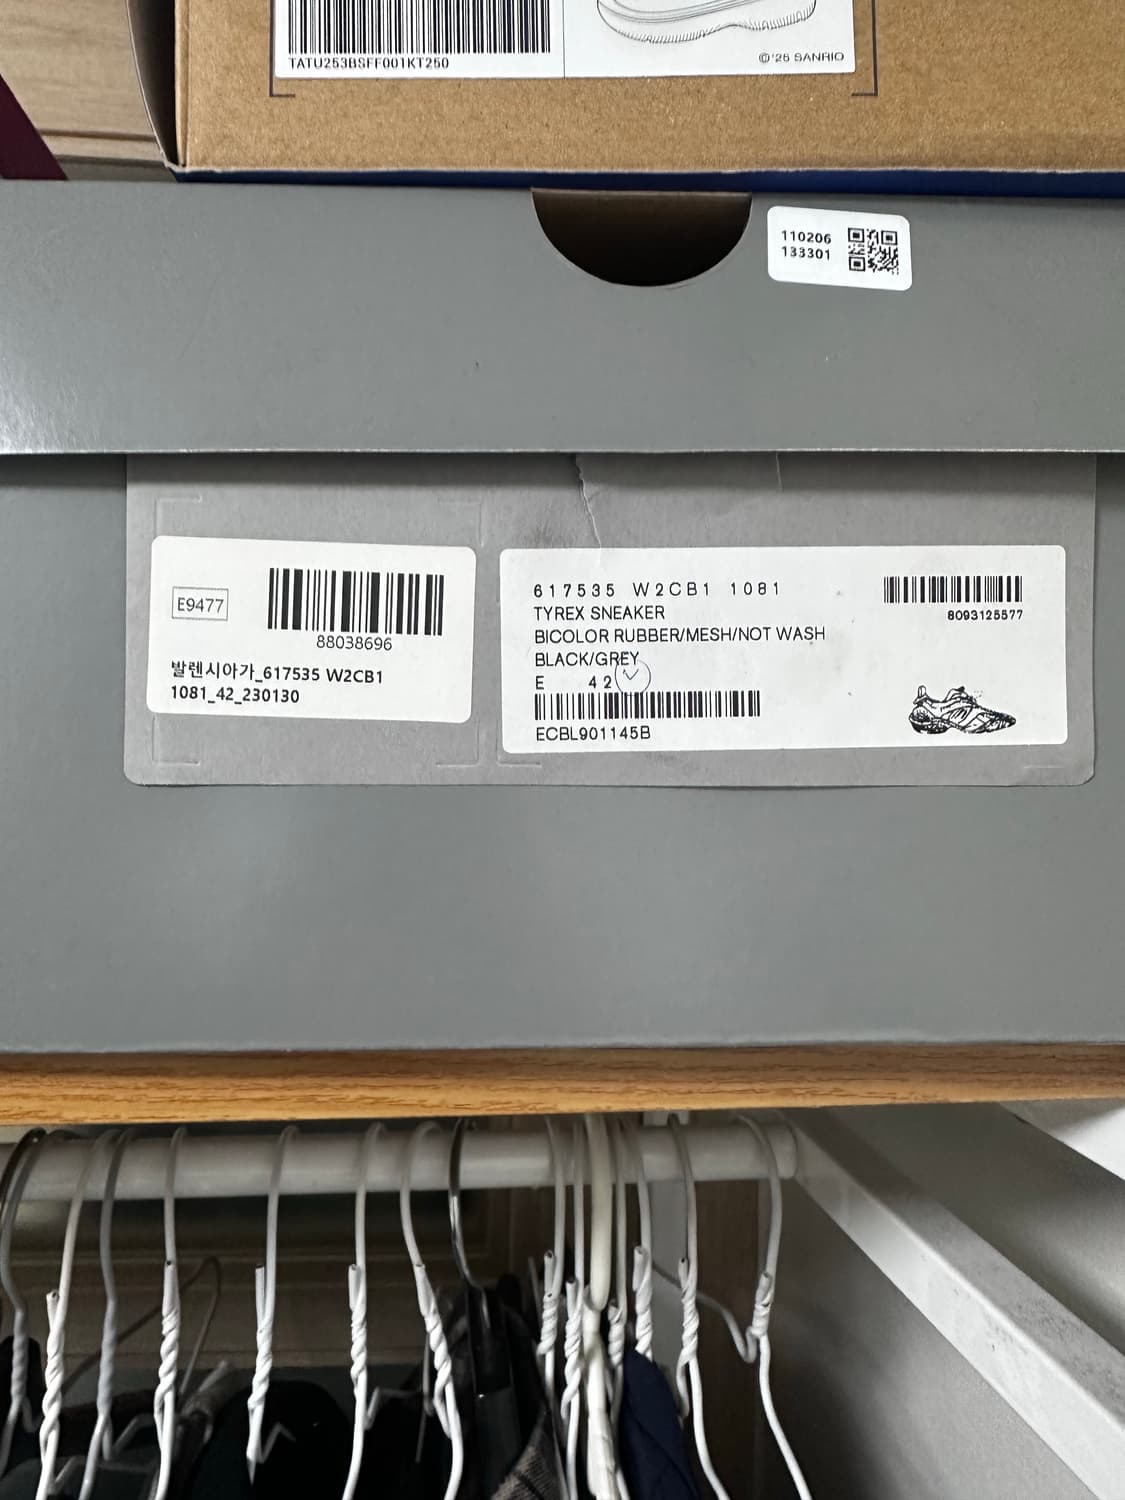 TATU253BSFF001KT250
©'25 SANRIO
110206
133301
E9477
88038696
발렌시아가_617535 W2CB1
1081_42_230130
617535 W2CB1 1081
TYREX SNEAKER
BICOLOR RUBBER/MESH/NOT WASH
BLACK/GREY
E 42
ECBL901145B
8093125577